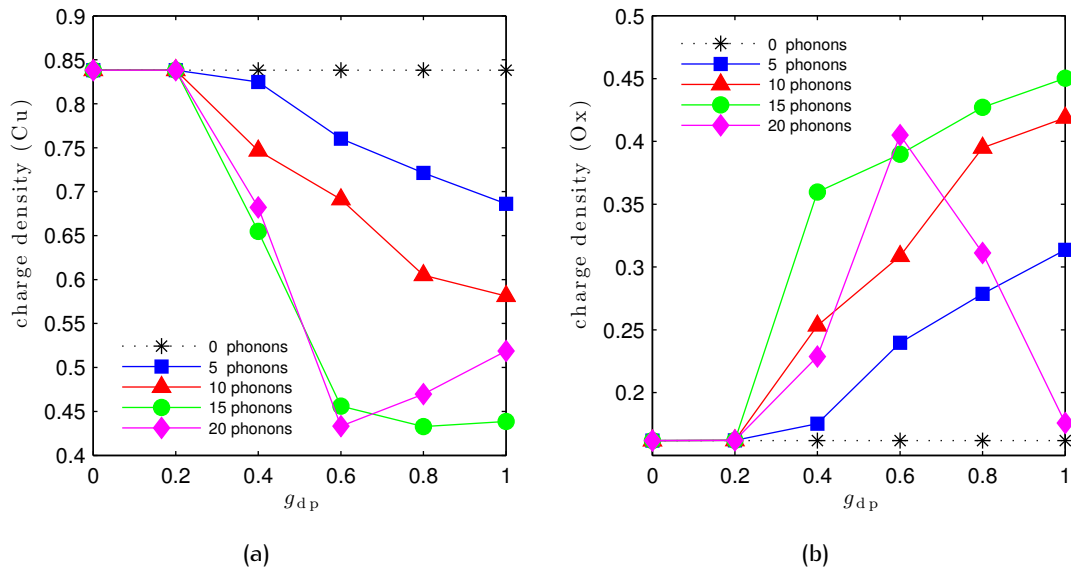 0.9
0.85
0.8
0.75
0.7
0.65
0.6
0.55
0.5
0.45
0.4
charge density (Cu)
0 phonons
5 phonons
10 phonons
15 phonons
20 phonons
0 0.2 0.4 0.6 0.8 1
g_dp
(a)
0.5
0.45
0.4
0.35
0.3
0.25
0.2
charge density (Ox)
0 phonons
5 phonons
10 phonons
15 phonons
20 phonons
0 0.2 0.4 0.6 0.8 1
g_dp
(b)